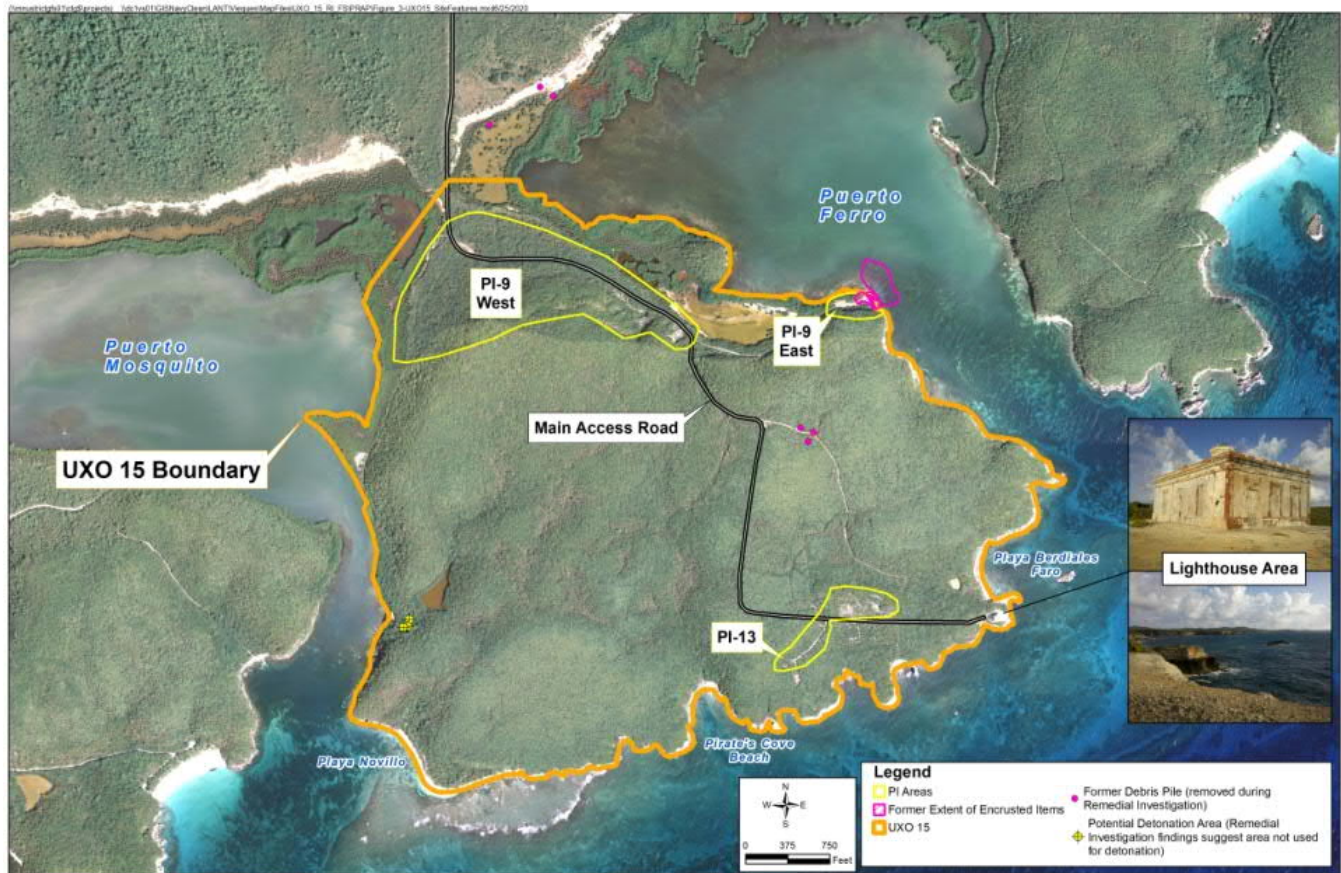 Puerto
Ferro
PI-9
West
PI-9
East
Puerto
Mosquito
Main Access Road
UXO 15 Boundary
Playa Berdiales
Faro
Lighthouse Area
PI-13
Pirate's Cove
Beach
Playa Novillo
N
W E
S
0 375 750
Feet
Legend
PI Areas
Former Extent of Encrusted Items
UXO 15
Former Debris Pile (removed during
Remedial Investigation)
Potential Detonation Area (Remedial
Investigation findings suggest area not used
for detonation)